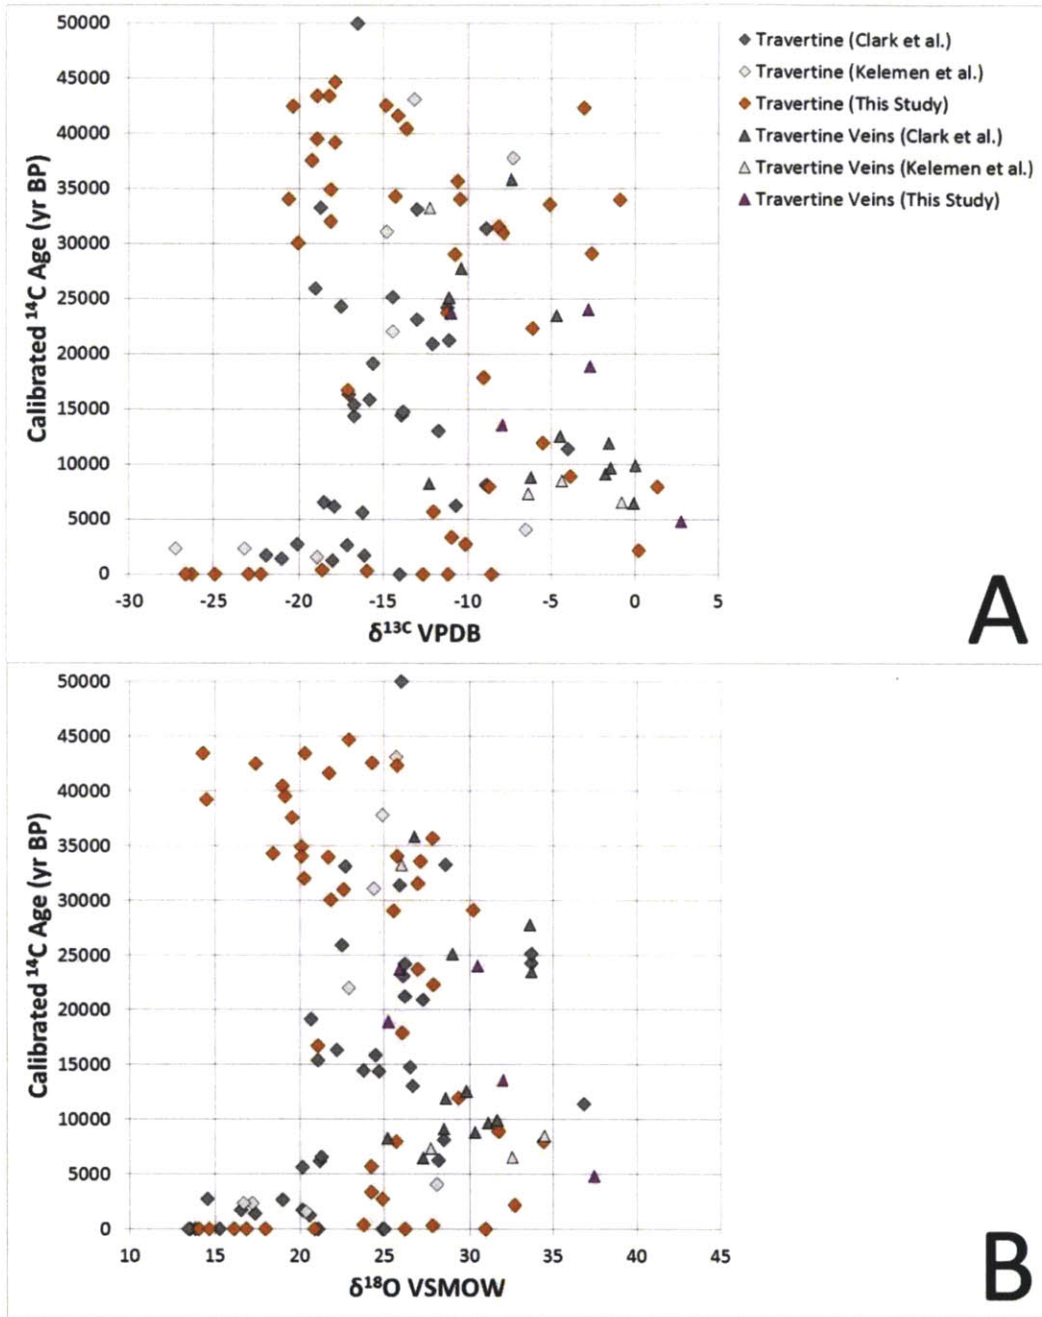 50000
45000
40000
35000
30000
25000
20000
15000
10000
5000
0
Calibrated ¹⁴C Age (yr BP)
-30 -25 -20 -15 -10 -5 0 5
δ¹³C VPDB
Travertine (Clark et al.)
Travertine (Kelemen et al.)
Travertine (This Study)
Travertine Veins (Clark et al.)
Travertine Veins (Kelemen et al.)
Travertine Veins (This Study)
A
50000
45000
40000
35000
30000
25000
20000
15000
10000
5000
0
Calibrated ¹⁴C Age (yr BP)
10 15 20 25 30 35 40 45
δ¹⁸O VSMOW
B